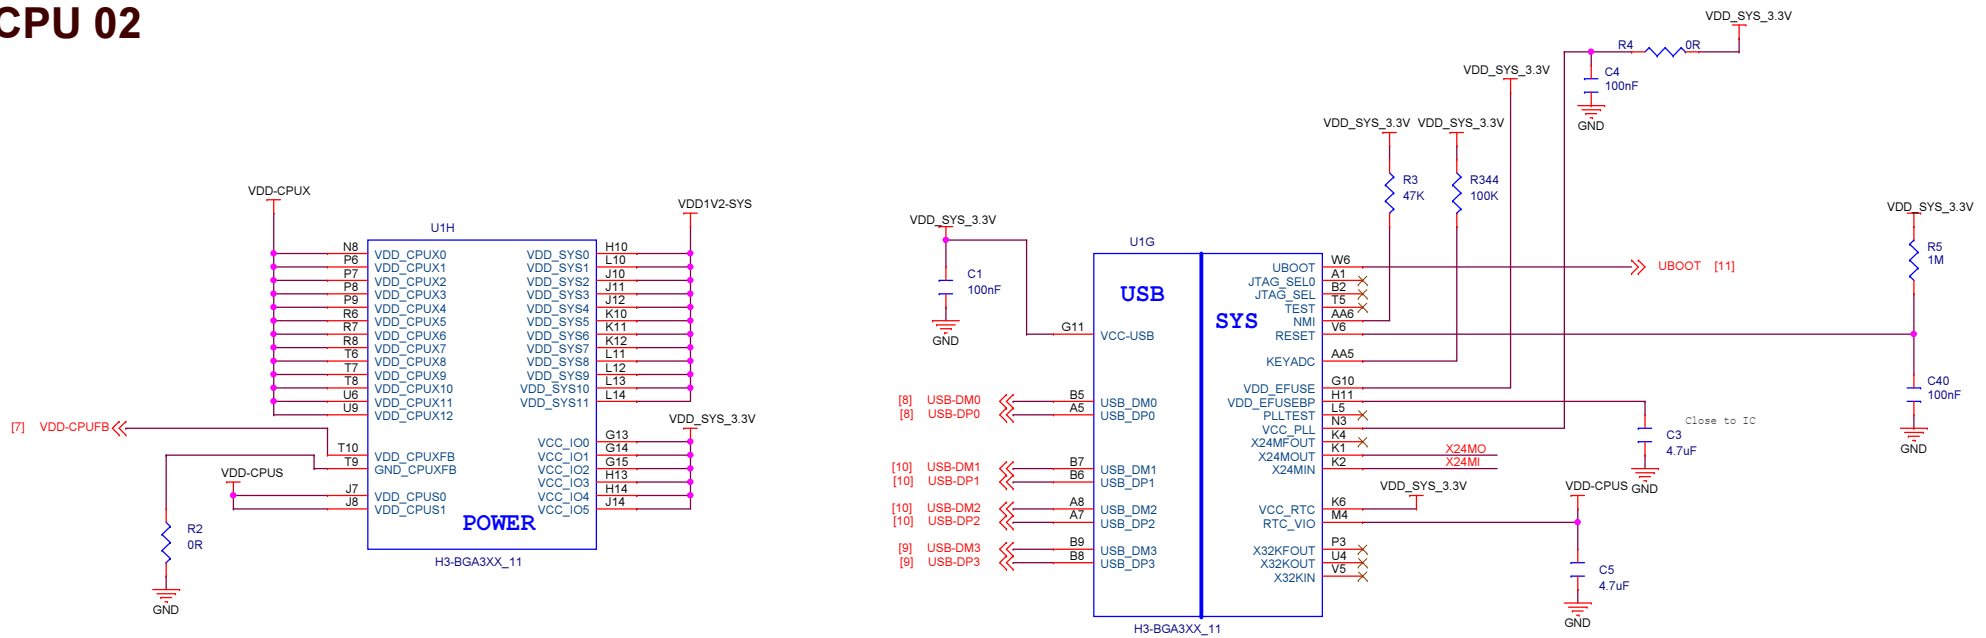 CPU 02
VDD-CPUX
VDD1V2-SYS
U1H
N8 VDD_CPUX0 VDD_SYS0 H10
P6 VDD_CPUX1 VDD_SYS1 L10
P7 VDD_CPUX2 VDD_SYS2 J10
P8 VDD_CPUX3 VDD_SYS3 J11
P9 VDD_CPUX4 VDD_SYS4 J12
R6 VDD_CPUX5 VDD_SYS5 K10
R7 VDD_CPUX6 VDD_SYS6 K11
R8 VDD_CPUX7 VDD_SYS7 K12
T6 VDD_CPUX8 VDD_SYS8 L11
T7 VDD_CPUX9 VDD_SYS9 L12
T8 VDD_CPUX10 VDD_SYS10 L13
U6 VDD_CPUX11 VDD_SYS11 L14
U9 VDD_CPUX12
VDD_SYS_3.3V
[7] VDD-CPUFB
VCC_IO0 G13
T10 VDD_CPUXFB VCC_IO1 G14
T9 GND_CPUXFB VCC_IO2 G15
VDD-CPUS
VCC_IO3 H13
J7 VDD_CPUS0 VCC_IO4 H14
J8 VDD_CPUS1 VCC_IO5 J14
POWER
R2
0R
GND
H3-BGA3XX_11
VDD_SYS_3.3V
C1
100nF
GND
U1G
USB
SYS
G11 VCC-USB
[8] USB-DM0 B5 USB_DM0
[8] USB-DP0 A5 USB_DP0
[10] USB-DM1 B7 USB_DM1
[10] USB-DP1 B6 USB_DP1
[10] USB-DM2 A8 USB_DM2
[10] USB-DP2 A7 USB_DP2
[9] USB-DM3 B9 USB_DM3
[9] USB-DP3 B8 USB_DP3
UBOOT W6
JTAG_SEL0 A1
JTAG_SEL B2
TEST T5
NMI AA6
RESET V6
KEYADC AA5
VDD_EFUSE G10
VDD_EFUSEBP H11
PLLTEST L5
VCC_PLL N3
X24MFOUT K4
X24MOUT K1 X24MO
X24MIN K2 X24MI
VCC_RTC K6
RTC_VIO M4
X32KFOUT P3
X32KOUT U4
X32KIN V5
H3-BGA3XX_11
VDD_SYS_3.3V
R4 0R
C4
100nF
GND
VDD_SYS_3.3V
VDD_SYS_3.3V VDD_SYS_3.3V
R3
47K
R344
100K
UBOOT [11]
VDD_SYS_3.3V
R5
1M
C40
100nF
GND
Close to IC
C3
4.7uF
GND
VDD_SYS_3.3V
VDD-CPUS
C5
4.7uF
GND